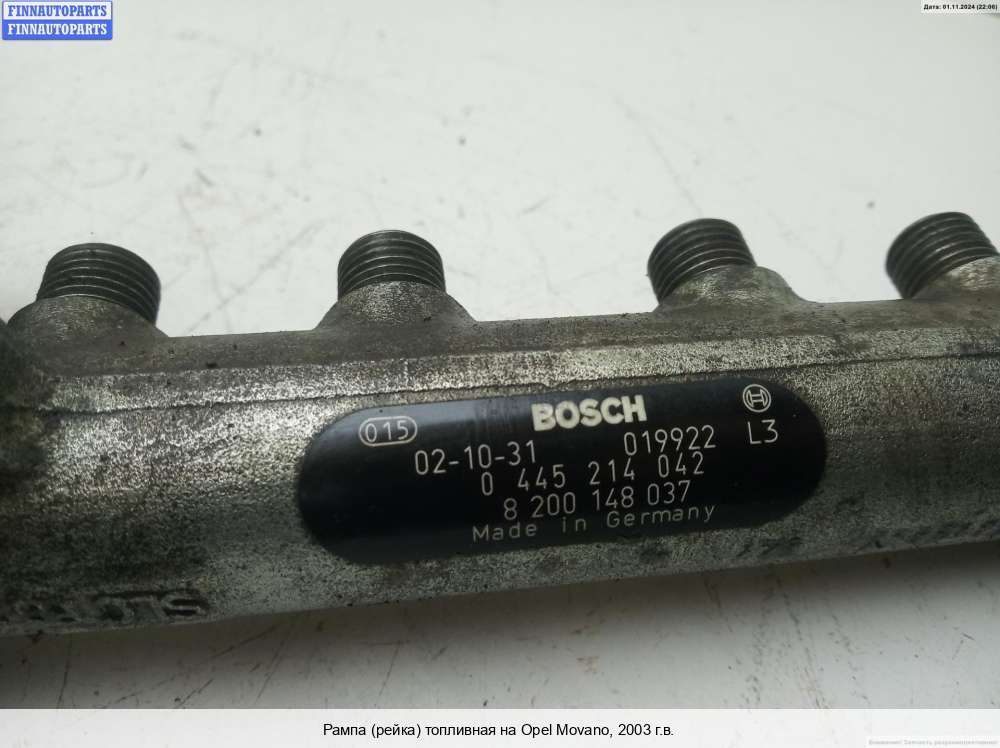 FINNAUTOPARTS
FINNAUTOPARTS
Дата: 01.11.2024 (22:06)
BOSCH
015
02-10-31 019922 L3
0 445 214 042
8 200 148 037
Made in Germany
Рампа (рейка) топливная на Opel Movano, 2003 г.в.